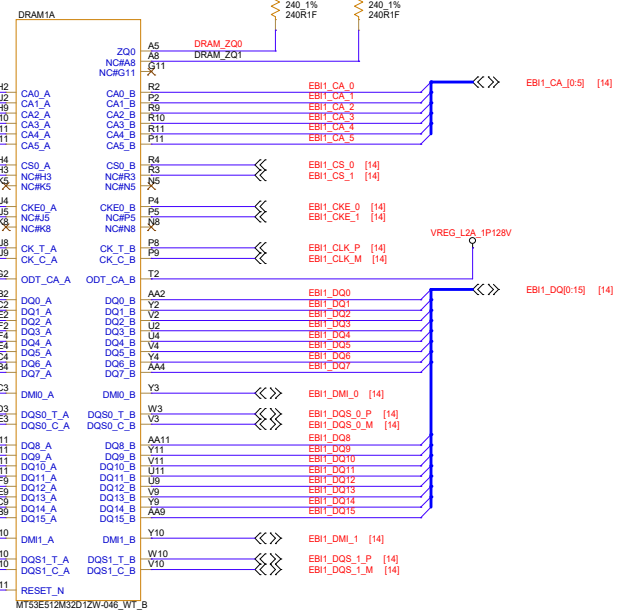 240_1%
240R1F
240_1%
240R1F
DRAM1A
ZQ0 A5 DRAM_ZQ0
NC#A8 A8 DRAM_ZQ1
NC#G11 G11
CA0_A CA0_B R2 EBI1_CA_0 EBI1_CA_[0:5] [14]
CA1_A CA1_B P2 EBI1_CA_1
CA2_A CA2_B R9 EBI1_CA_2
CA3_A CA3_B R10 EBI1_CA_3
CA4_A CA4_B R11 EBI1_CA_4
CA5_A CA5_B P11 EBI1_CA_5
CS0_A CS0_B R4 EBI1_CS_0 [14]
NC#H3 NC#R3 R3 EBI1_CS_1 [14]
NC#K5 NC#N5 N5
CKE0_A CKE0_B P4 EBI1_CKE_0 [14]
NC#J5 NC#P5 P5 EBI1_CKE_1 [14]
NC#K8 NC#N8 N8
VREG_L2A_1P128V
CK_T_A CK_T_B P8 EBI1_CLK_P [14]
CK_C_A CK_C_B P9 EBI1_CLK_M [14]
ODT_CA_A ODT_CA_B T2
DQ0_A DQ0_B AA2 EBI1_DQ0 EBI1_DQ[0:15] [14]
DQ1_A DQ1_B Y2 EBI1_DQ1
DQ2_A DQ2_B V2 EBI1_DQ2
DQ3_A DQ3_B U2 EBI1_DQ3
DQ4_A DQ4_B U4 EBI1_DQ4
DQ5_A DQ5_B V4 EBI1_DQ5
DQ6_A DQ6_B Y4 EBI1_DQ6
DQ7_A DQ7_B AA4 EBI1_DQ7
DMI0_A DMI0_B Y3 EBI1_DMI_0 [14]
DQS0_T_A DQS0_T_B W3 EBI1_DQS_0_P [14]
DQS0_C_A DQS0_C_B V3 EBI1_DQS_0_M [14]
DQ8_A DQ8_B AA11 EBI1_DQ8
DQ9_A DQ9_B Y11 EBI1_DQ9
DQ10_A DQ10_B V11 EBI1_DQ10
DQ11_A DQ11_B U11 EBI1_DQ11
DQ12_A DQ12_B U9 EBI1_DQ12
DQ13_A DQ13_B V9 EBI1_DQ13
DQ14_A DQ14_B Y9 EBI1_DQ14
DQ15_A DQ15_B AA9 EBI1_DQ15
DMI1_A DMI1_B Y10 EBI1_DMI_1 [14]
DQS1_T_A DQS1_T_B W10 EBI1_DQS_1_P [14]
DQS1_C_A DQS1_C_B V10 EBI1_DQS_1_M [14]
RESET_N
MT53E512M32D1ZW-046_WT_B